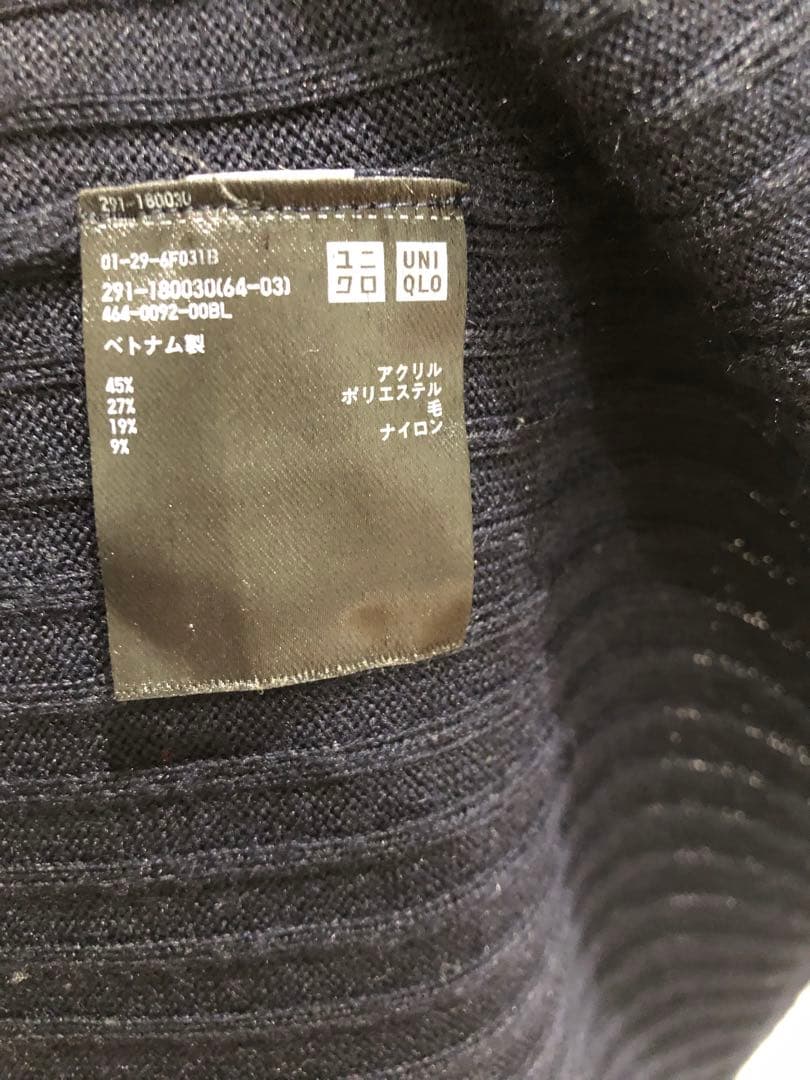 291-180030
01-29-6F031B
291-180030(64-03)
464-0092-00BL
ユニ
クロ
UNI
QLO
ベトナム製
45% アクリル
27% ポリエステル
19% 毛
9% ナイロン